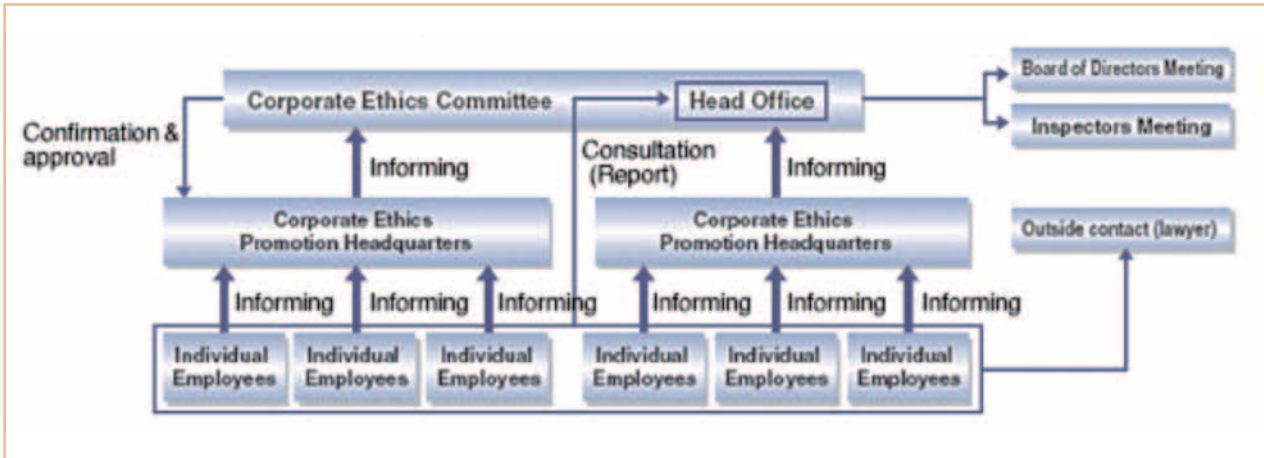 Corporate Ethics Committee
Head Office
Board of Directors Meeting
Inspectors Meeting
Confirmation &
approval
Informing
Consultation
(Report)
Informing
Corporate Ethics
Promotion Headquarters
Corporate Ethics
Promotion Headquarters
Outside contact (lawyer)
Informing
Informing
Informing
Informing
Informing
Informing
Individual
Employees
Individual
Employees
Individual
Employees
Individual
Employees
Individual
Employees
Individual
Employees